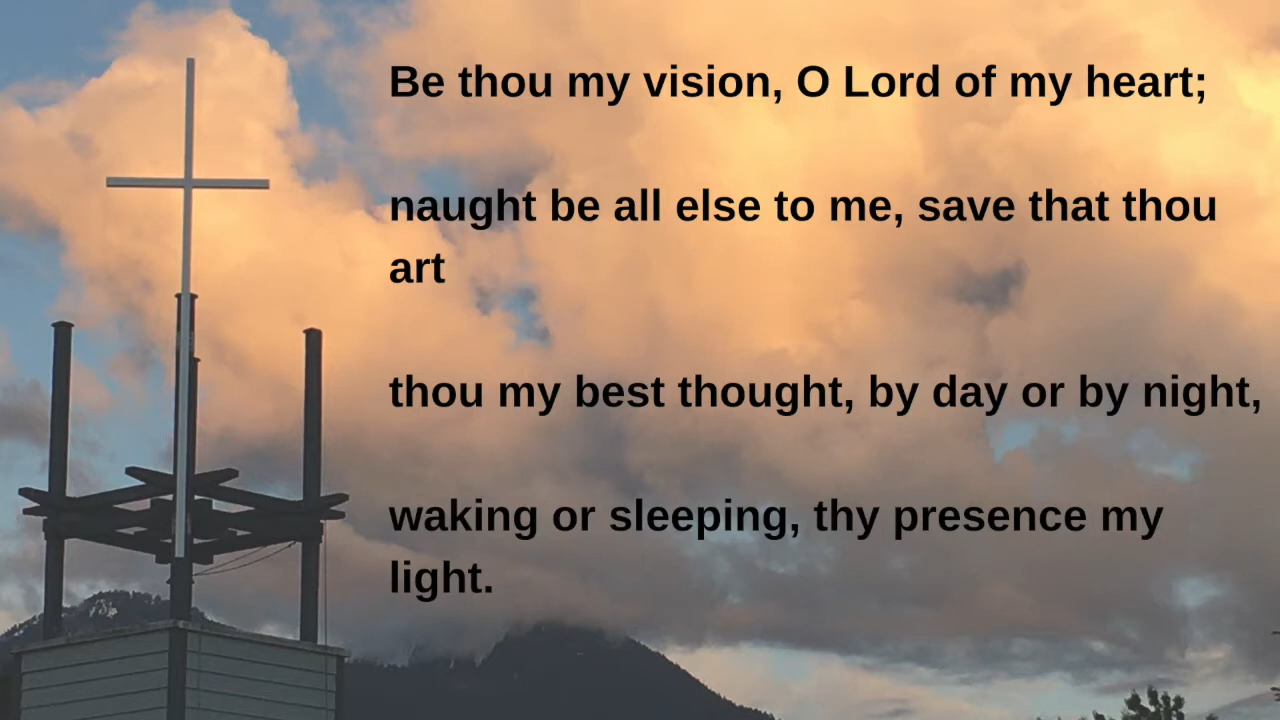 Be thou my vision, O Lord of my heart;
naught be all else to me, save that thou
art
thou my best thought, by day or by night,
waking or sleeping, thy presence my
light.